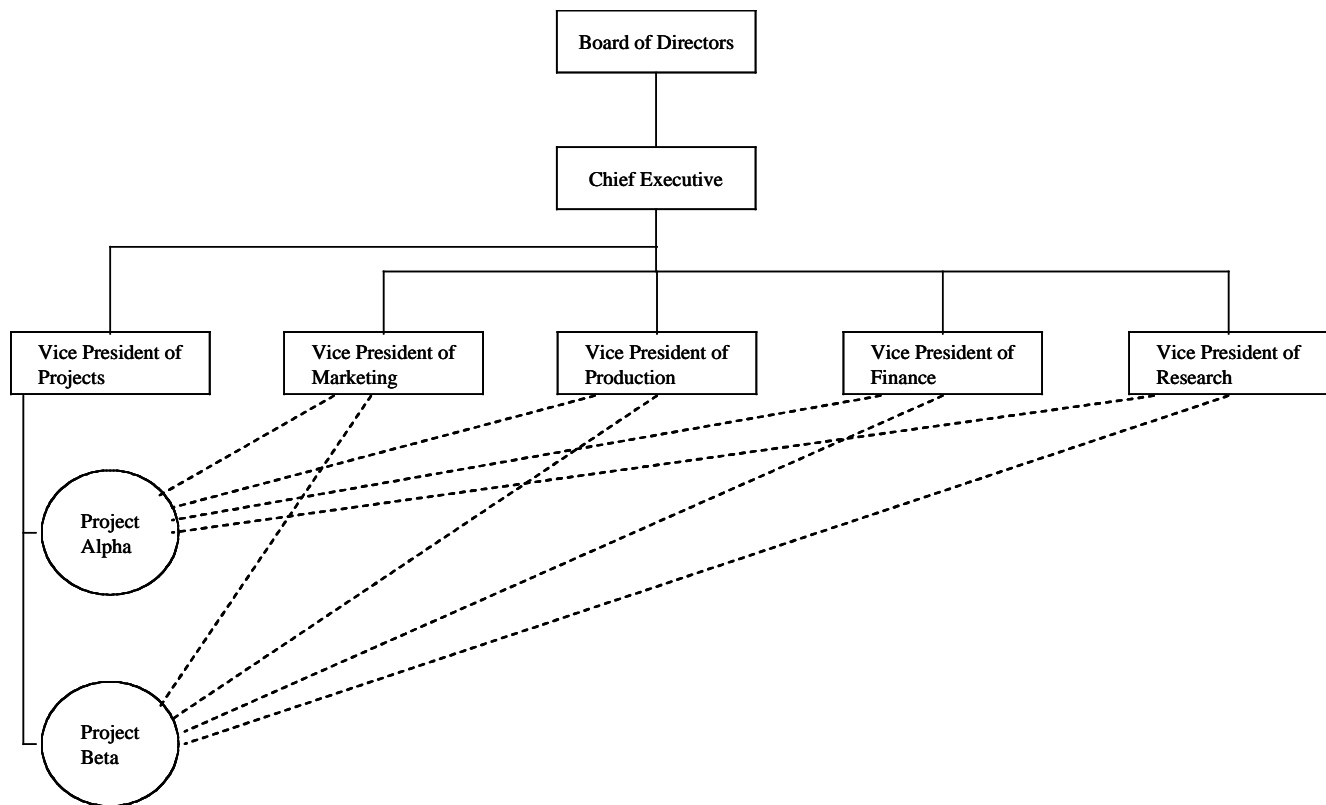 Board of Directors
Chief Executive
Vice President of
Projects
Vice President of
Marketing
Vice President of
Production
Vice President of
Finance
Vice President of
Research
Project
Alpha
Project
Beta